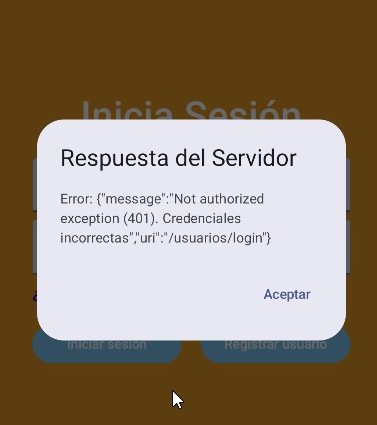 Inicia Sesión
Respuesta del Servidor
Error: {"message":"Not authorized
exception (401). Credenciales
incorrectas","uri":"/usuarios/login"}
¿
Aceptar
Iniciar sesión
Registrar usuario